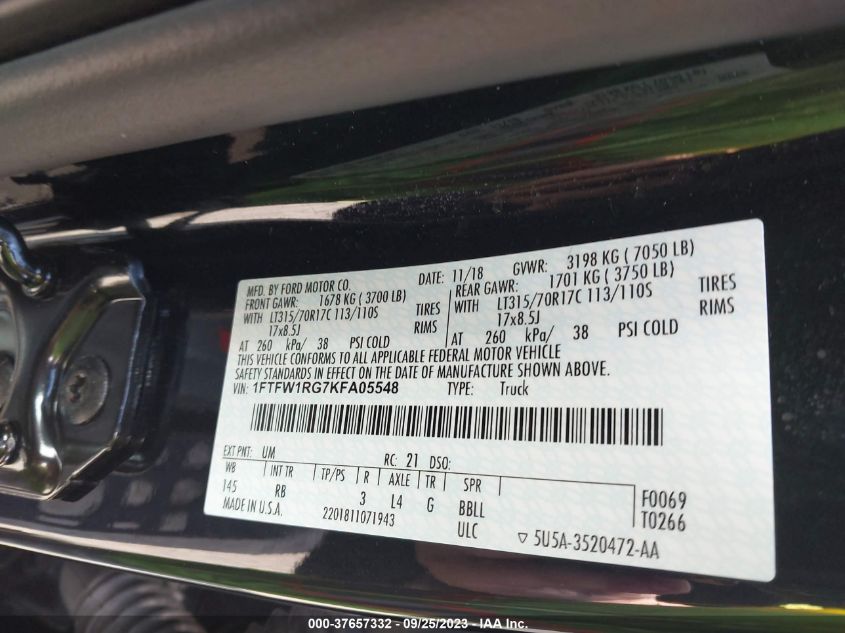 MFD. BY FORD MOTOR CO.
DATE: 11/18 GVWR: 3198 KG ( 7050 LB)
FRONT GAWR: 1678 KG ( 3700 LB) REAR GAWR: 1701 KG ( 3750 LB)
WITH LT315/70R17C 113/110S TIRES WITH LT315/70R17C 113/110S TIRES
17x8.5J RIMS 17x8.5J RIMS
AT 260 kPa/ 38 PSI COLD AT 260 kPa/ 38 PSI COLD
THIS VEHICLE CONFORMS TO ALL APPLICABLE FEDERAL MOTOR VEHICLE
SAFETY STANDARDS IN EFFECT ON THE DATE OF MANUFACTURE SHOWN ABOVE.
VIN: 1FTFW1RG7KFA05548 TYPE: Truck
EXT PNT: UM RC: 21 DSO:
WB INT TR TP/PS R AXLE TR SPR
145 RB 3 L4 G BBLL F0069
MADE IN U.S.A. 2201811071943 ULC T0266
▽ 5U5A-3520472-AA
000-37657332 - 09/25/2023 - IAA Inc.